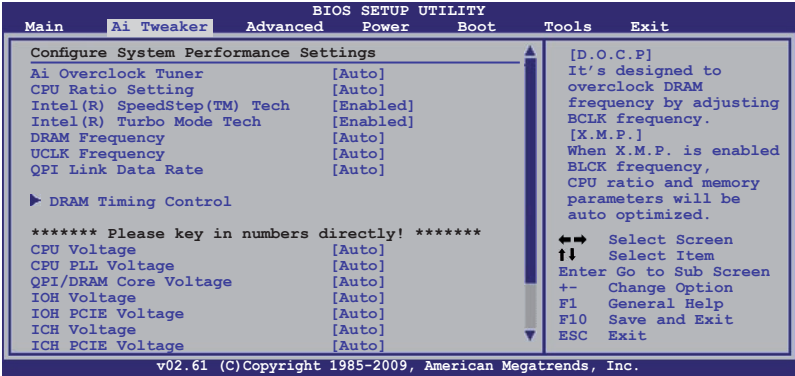 BIOS SETUP UTILITY
Main Ai Tweaker Advanced Power Boot Tools Exit
Configure System Performance Settings
Ai Overclock Tuner [Auto]
CPU Ratio Setting [Auto]
Intel(R) SpeedStep(TM) Tech [Enabled]
Intel(R) Turbo Mode Tech [Enabled]
DRAM Frequency [Auto]
UCLK Frequency [Auto]
QPI Link Data Rate [Auto]
DRAM Timing Control
******* Please key in numbers directly! *******
CPU Voltage [Auto]
CPU PLL Voltage [Auto]
QPI/DRAM Core Voltage [Auto]
IOH Voltage [Auto]
IOH PCIE Voltage [Auto]
ICH Voltage [Auto]
ICH PCIE Voltage [Auto]
[D.O.C.P]
It's designed to
overclock DRAM
frequency by adjusting
BCLK frequency.
[X.M.P.]
When X.M.P. is enabled
BLCK frequency,
CPU ratio and memory
parameters will be
auto optimized.
Select Screen
Select Item
Enter Go to Sub Screen
+- Change Option
F1 General Help
F10 Save and Exit
ESC Exit
v02.61 (C)Copyright 1985-2009, American Megatrends, Inc.